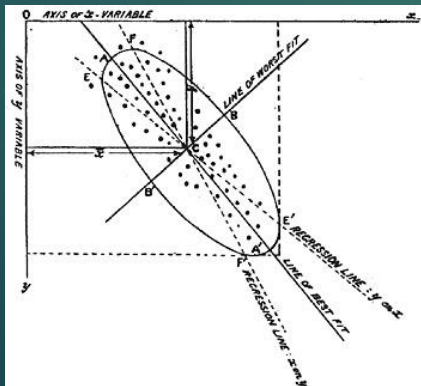 O AXIS OF X-VARIABLE x
AXIS OF y VARIABLE
F
A
E
LINE OF WORST FIT
B
ȳ
x̄
C
B'
E'
A'
F'
REGRESSION LINE: y on x
LINE OF BEST FIT
REGRESSION LINE: x on y
y